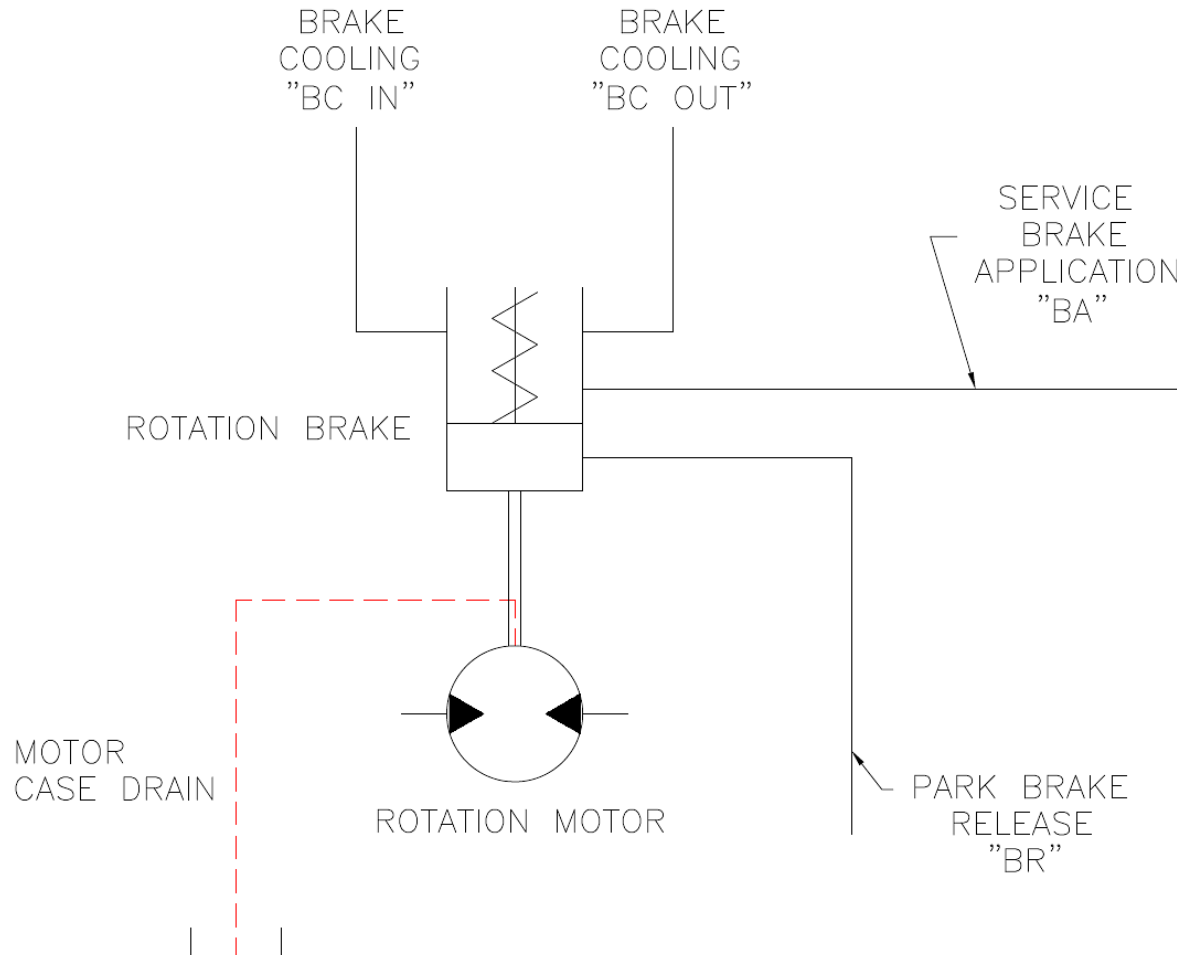 BRAKE
COOLING
"BC IN"
BRAKE
COOLING
"BC OUT"
SERVICE
BRAKE
APPLICATION
"BA"
ROTATION BRAKE
MOTOR
CASE DRAIN
ROTATION MOTOR
PARK BRAKE
RELEASE
"BR"